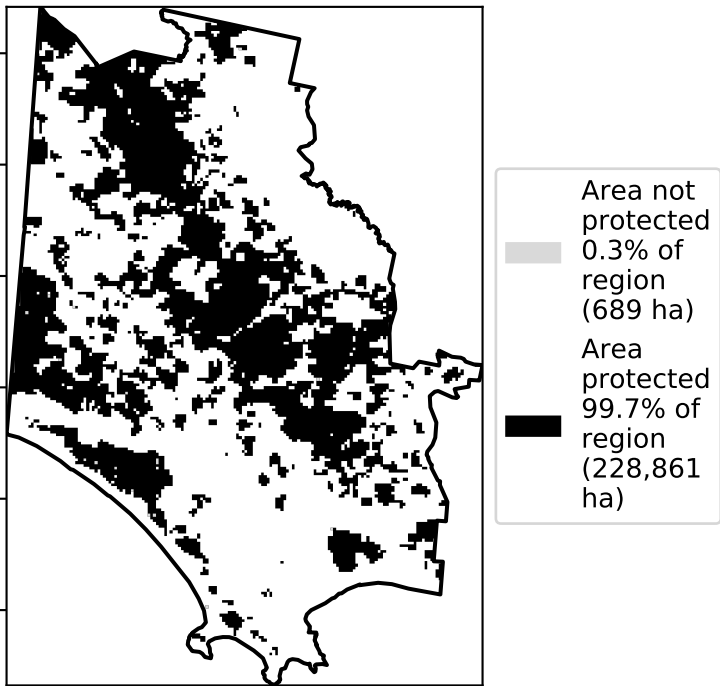 Area not
protected
0.3% of
region
(689 ha)
Area
protected
99.7% of
region
(228,861
ha)